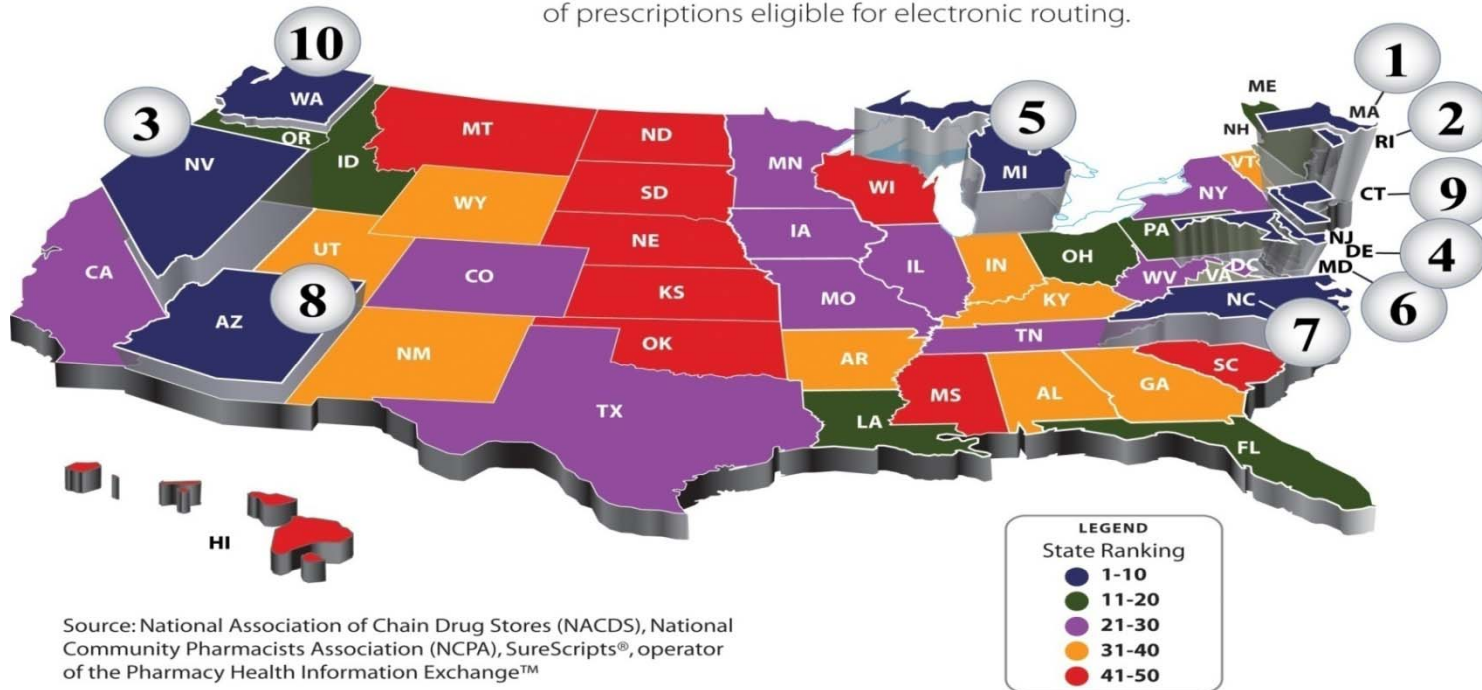 of prescriptions eligible for electronic routing.
10
1
ME
WA
MA
3
5
2
NH
OR
MT
ND
RI
NV
ID
MN
MI
VT
WI
NY
CT
9
WY
SD
PA
IA
NJ
UT
NE
DE
4
CA
CO
IL
IN
OH
WV
VA
DC
MD
8
KS
MO
KY
NC
6
AZ
7
NM
OK
AR
TN
SC
TX
MS
AL
GA
LA
FL
HI
LEGEND
State Ranking
1-10
11-20
21-30
31-40
41-50
Source: National Association of Chain Drug Stores (NACDS), National
Community Pharmacists Association (NCPA), SureScripts®, operator
of the Pharmacy Health Information Exchange™